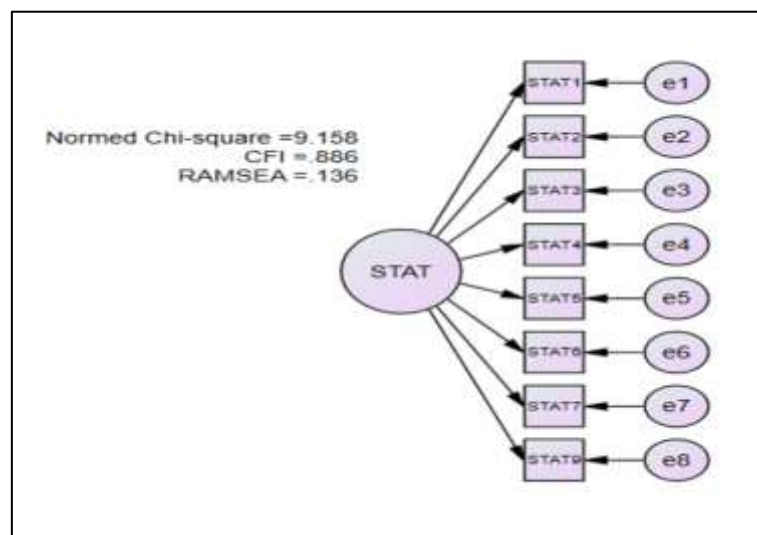 STAT1
e1
Normed Chi-square =9.158
CFI =.886
RAMSEA =.136
STAT2
e2
STAT3
e3
STAT4
e4
STAT
STAT5
e5
STAT6
e6
STAT7
e7
STAT9
e8